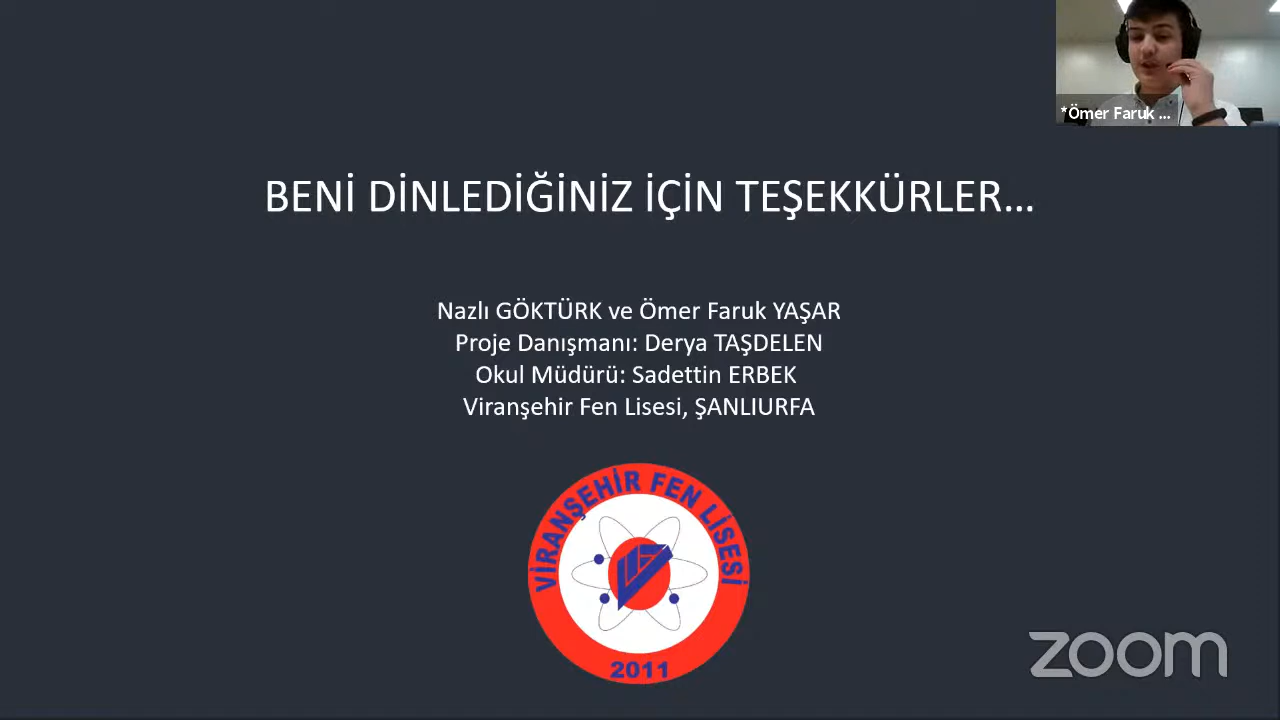 *Ömer Faruk ...
BENİ DİNLEDİĞİNİZ İÇİN TEŞEKKÜRLER...
Nazlı GÖKTÜRK ve Ömer Faruk YAŞAR
Proje Danışmanı: Derya TAŞDELEN
Okul Müdürü: Sadettin ERBEK
Viranşehir Fen Lisesi, ŞANLIURFA
VİRANŞEHİR FEN LİSESİ
2011
zoom